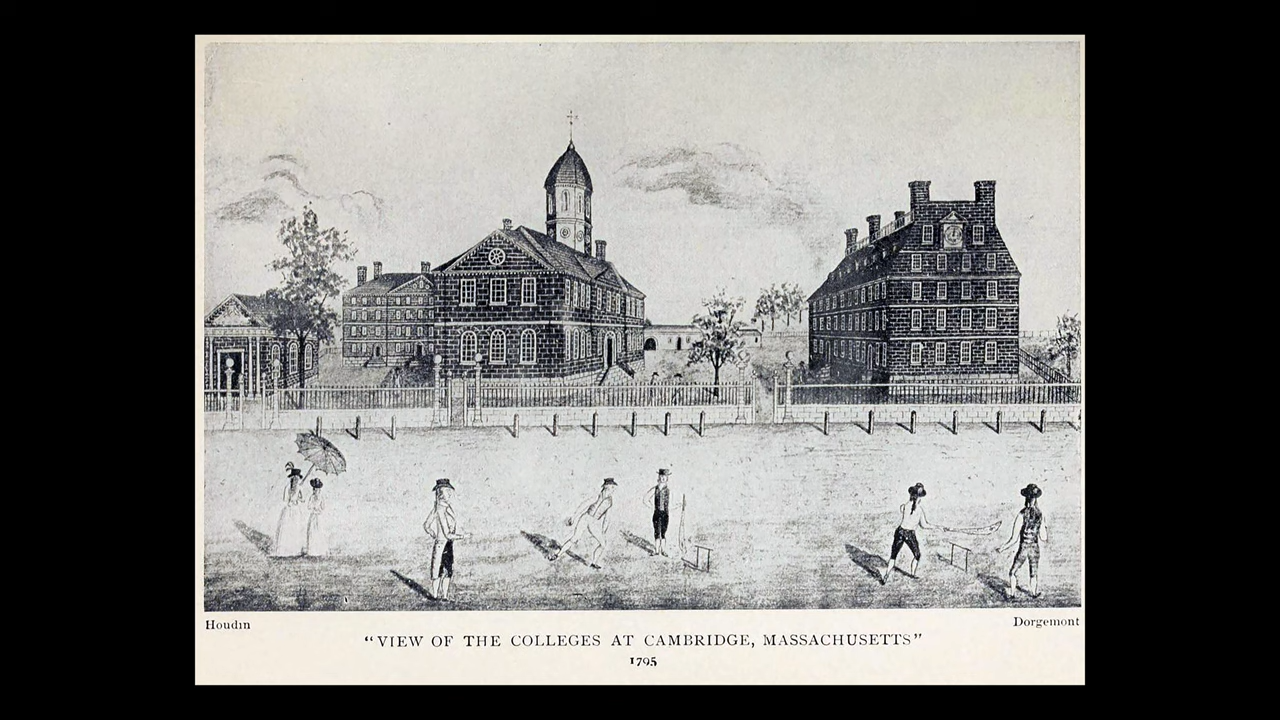 Houdin
Dorgemont
"VIEW OF THE COLLEGES AT CAMBRIDGE, MASSACHUSETTS"
1795